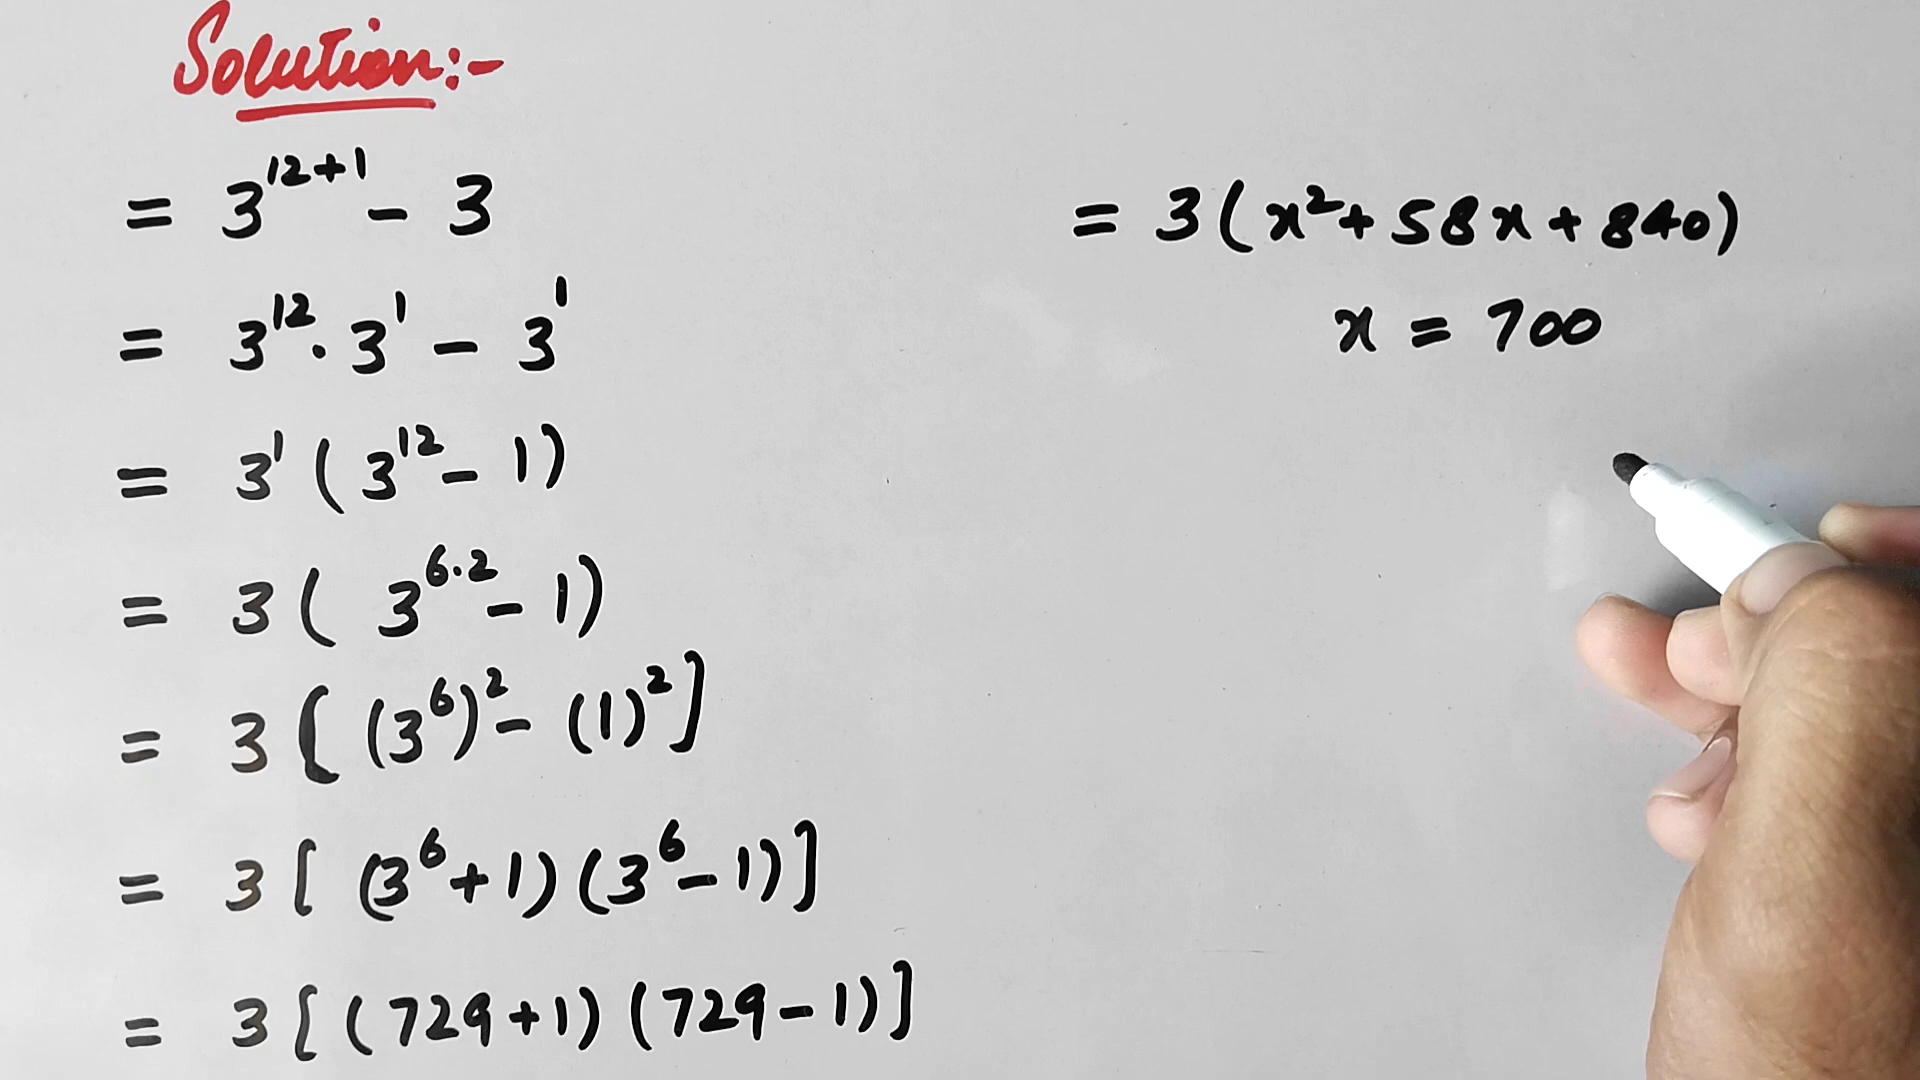 Solution:-
= 3^{12+1} - 3
= 3^{12} . 3^1 - 3^1
= 3^1 ( 3^{12} - 1)
= 3 ( 3^{6.2} - 1)
= 3 [ (3^6)^2 - (1)^2 ]
= 3 [ (3^6 + 1) (3^6 - 1) ]
= 3 [ (729 + 1) (729 - 1) ]
= 3 ( x^2 + 58x + 840)
x = 700